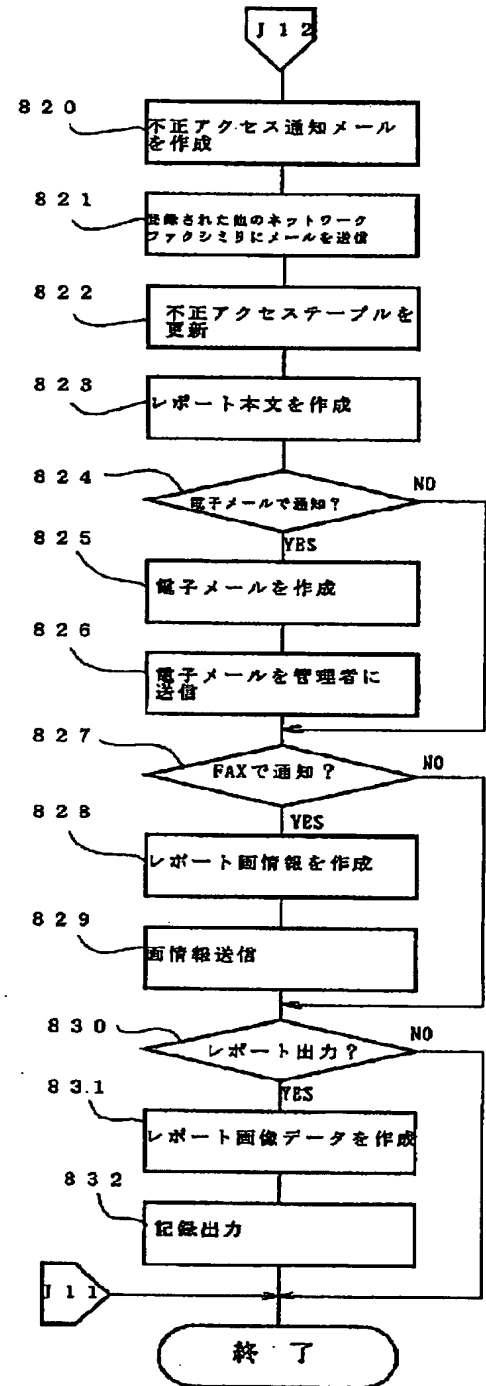 J12
820
不正アクセス通知メール
を作成
821
登録された他のネットワーク
ファクシミリにメールを送信
822
不正アクセステーブルを
更新
823
レポート本文を作成
824
電子メールで通知?
NO
YES
825
電子メールを作成
826
電子メールを管理者に
送信
827
FAXで通知?
NO
YES
828
レポート画情報を作成
829
画情報送信
830
レポート出力?
NO
YES
83.1
レポート画像データを作成
832
記録出力
J11
終了